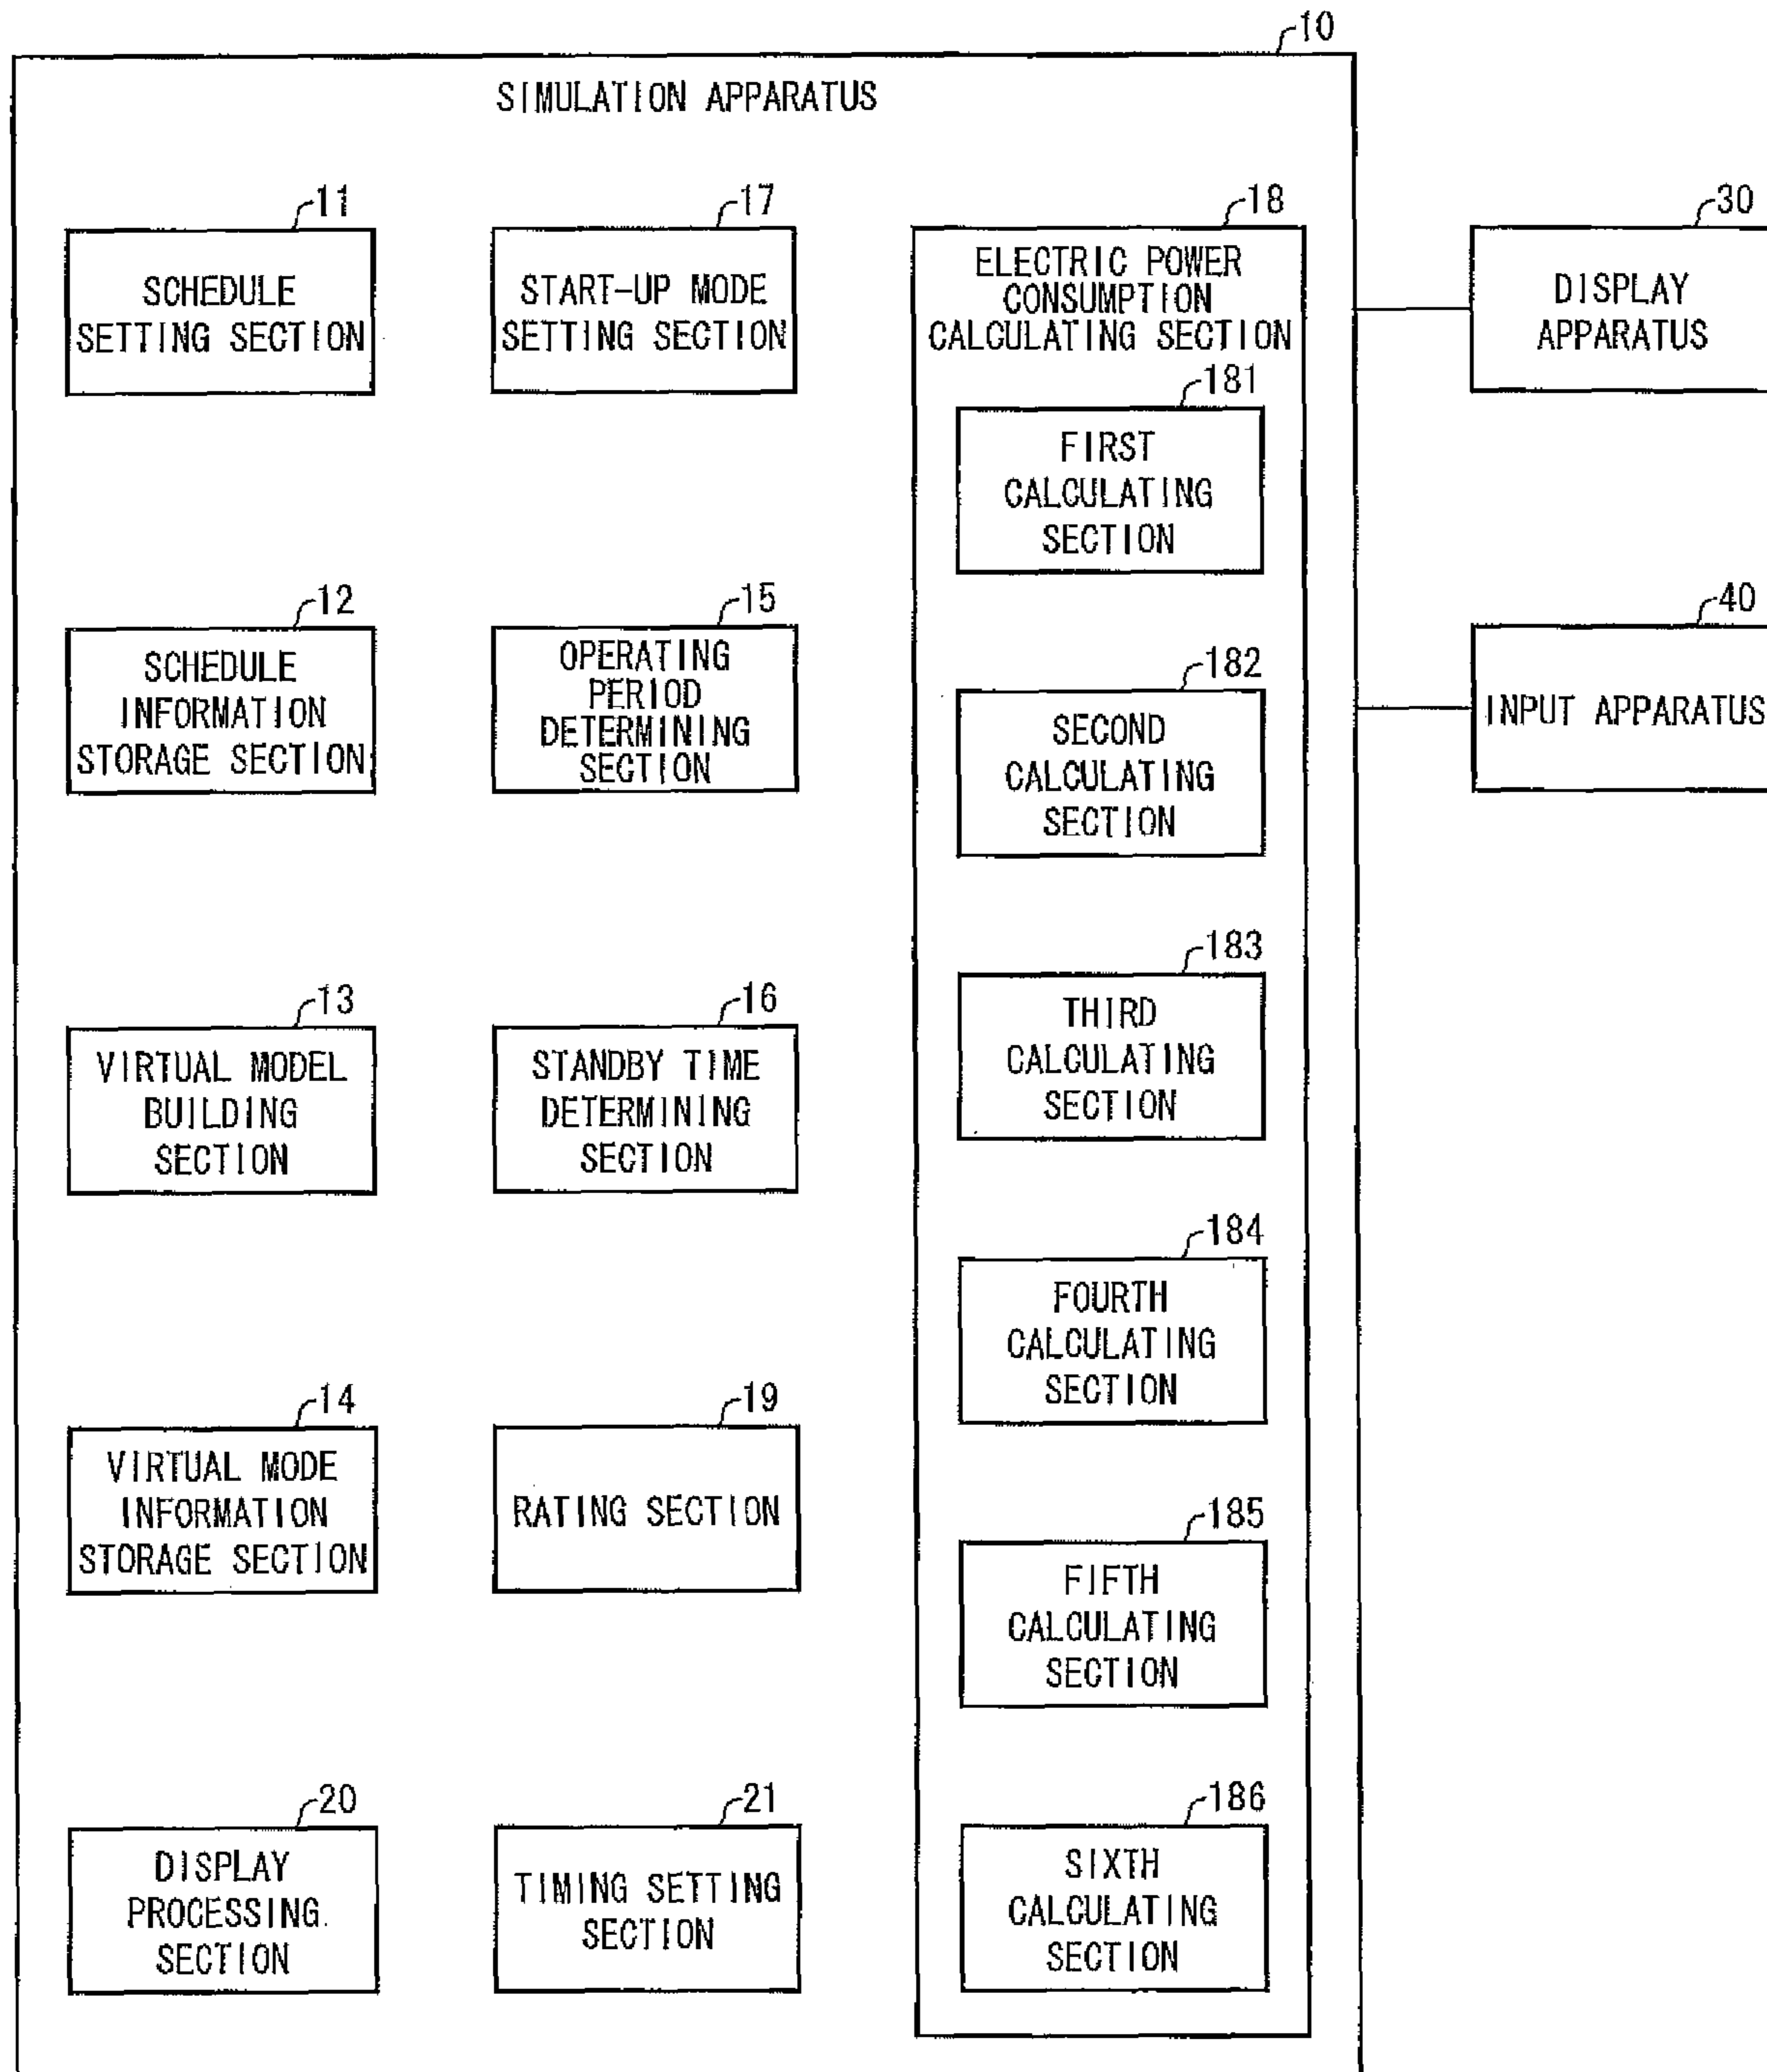 10
SIMULATION APPARATUS
11
SCHEDULE
SETTING SECTION
17
START-UP MODE
SETTING SECTION
18
ELECTRIC POWER
CONSUMPTION
CALCULATING SECTION
181
FIRST
CALCULATING
SECTION
30
DISPLAY
APPARATUS
12
SCHEDULE
INFORMATION
STORAGE SECTION
15
OPERATING
PERIOD
DETERMINING
SECTION
182
SECOND
CALCULATING
SECTION
40
INPUT APPARATUS
13
VIRTUAL MODEL
BUILDING
SECTION
16
STANDBY TIME
DETERMINING
SECTION
183
THIRD
CALCULATING
SECTION
184
FOURTH
CALCULATING
SECTION
14
VIRTUAL MODE
INFORMATION
STORAGE SECTION
19
RATING SECTION
185
FIFTH
CALCULATING
SECTION
20
DISPLAY
PROCESSING
SECTION
21
TIMING SETTING
SECTION
186
SIXTH
CALCULATING
SECTION